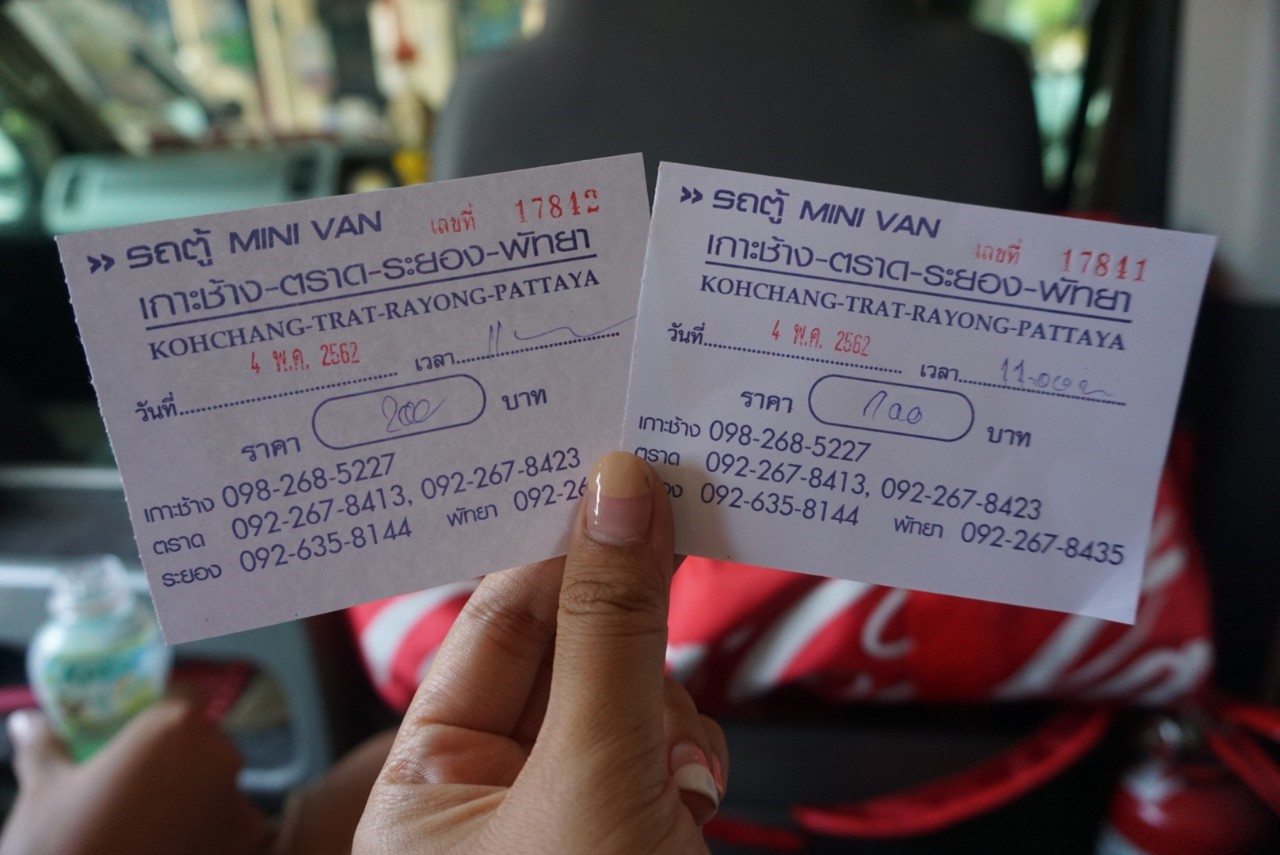 » รถตู้ MINI VAN เลขที่ 17842
เกาะช้าง-ตราด-ระยอง-พัทยา
KOHCHANG-TRAT-RAYONG-PATTAYA
วันที่ 4 พ.ค. 2562 เวลา 11
ราคา 200 บาท
เกาะช้าง 098-268-5227
ตราด 092-267-8413, 092-267-8423
ระยอง 092-635-8144 พัทยา 092-26
» รถตู้ MINI VAN เลขที่ 17841
เกาะช้าง-ตราด-ระยอง-พัทยา
KOHCHANG-TRAT-RAYONG-PATTAYA
วันที่ 4 พ.ค. 2562 เวลา 11.00
ราคา บาท
เกาะช้าง 098-268-5227
ตราด 092-267-8413, 092-267-8423
092-635-8144 พัทยา 092-267-8435